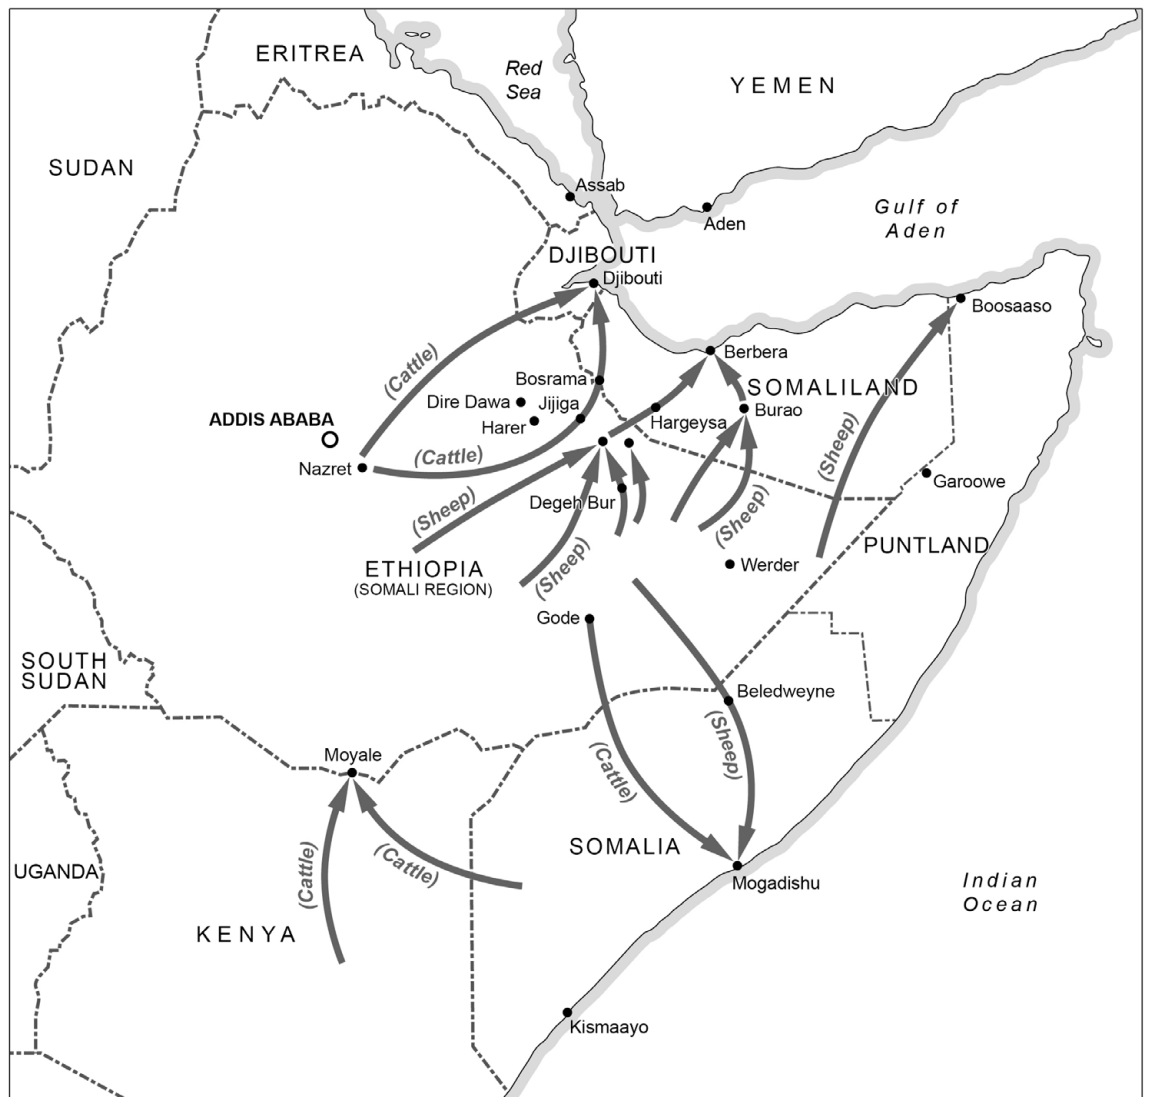 ERITREA
Red
Sea
YEMEN
SUDAN
Assab
Aden
Gulf of
Aden
DJIBOUTI
Djibouti
Boosaaso
Berbera
(Cattle)
Bosrama
SOMALILAND
Dire Dawa
Jijiga
Burao
ADDIS ABABA
Harer
Hargeysa
(Sheep)
Nazret
(Cattle)
Garoowe
(Sheep)
Degeh Bur
(Sheep)
PUNTLAND
ETHIOPIA
(SOMALI REGION)
(Sheep)
Werder
Gode
SOUTH
SUDAN
Beledweyne
(Sheep)
Moyale
(Cattle)
SOMALIA
UGANDA
(Cattle)
(Cattle)
Mogadishu
Indian
Ocean
KENYA
Kismaayo